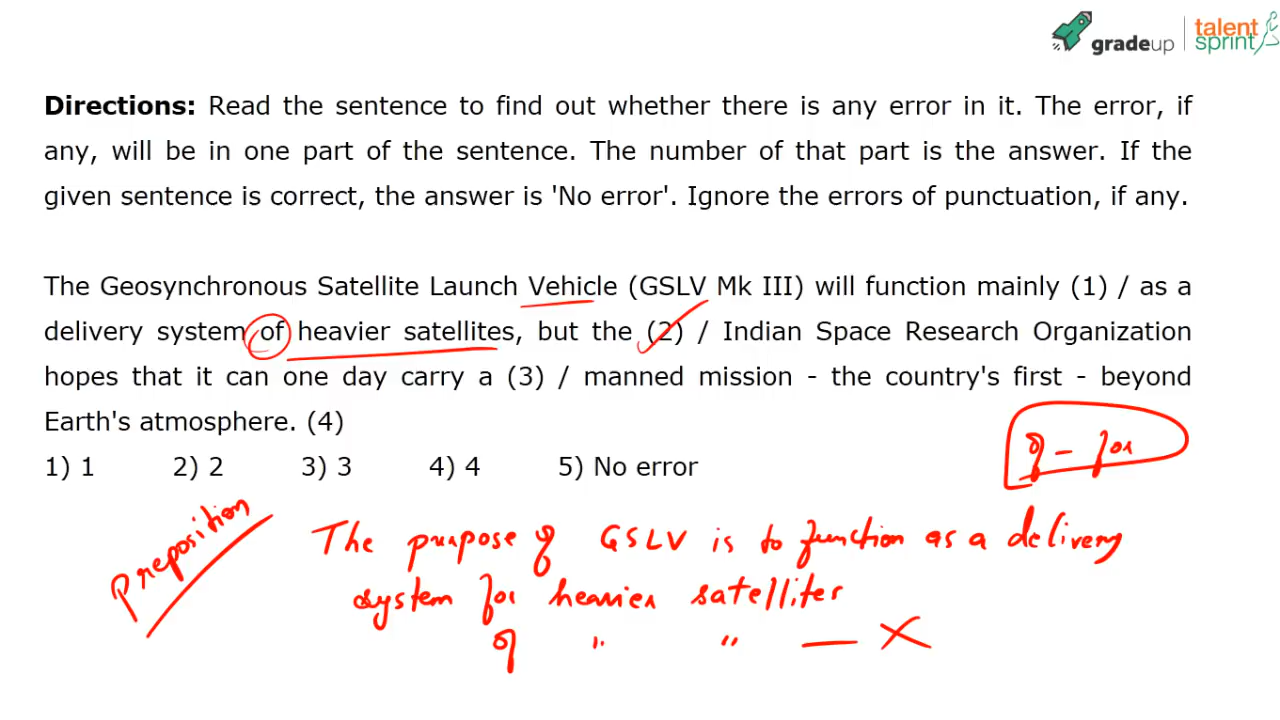 gradeup talent sprint
Directions: Read the sentence to find out whether there is any error in it. The error, if
any, will be in one part of the sentence. The number of that part is the answer. If the
given sentence is correct, the answer is 'No error'. Ignore the errors of punctuation, if any.
The Geosynchronous Satellite Launch Vehicle (GSLV Mk III) will function mainly (1) / as a
delivery system of heavier satellites, but the (2) / Indian Space Research Organization
hopes that it can one day carry a (3) / manned mission - the country's first - beyond
Earth's atmosphere. (4)
1) 1 2) 2 3) 3 4) 4 5) No error
of - for
Preposition
The purpose of GSLV is to function as a delivery
system for heavier satellites
of " " — X